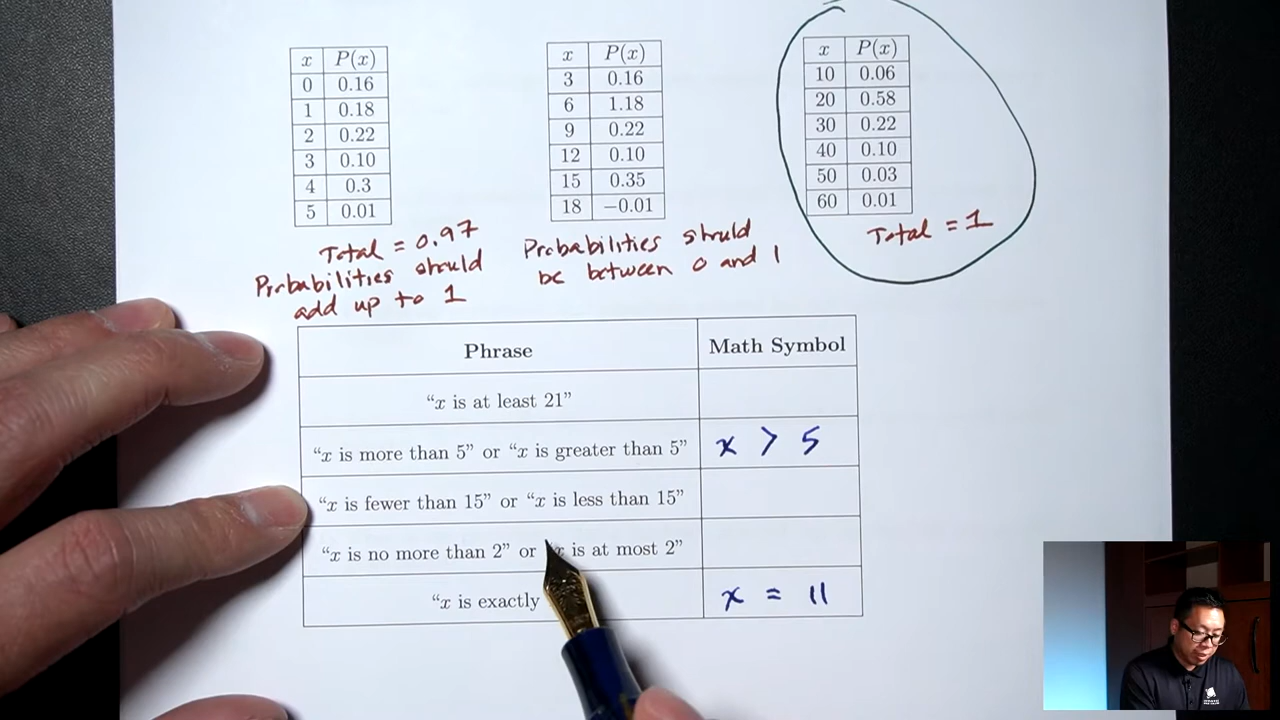 x P(x)
0 0.16
1 0.18
2 0.22
3 0.10
4 0.3
5 0.01
Total = 0.97
Probabilities should
add up to 1
x P(x)
3 0.16
6 1.18
9 0.22
12 0.10
15 0.35
18 −0.01
Probabilities should
be between 0 and 1
x P(x)
10 0.06
20 0.58
30 0.22
40 0.10
50 0.03
60 0.01
Total = 1
Phrase Math Symbol
“x is at least 21”
“x is more than 5” or “x is greater than 5” x > 5
“x is fewer than 15” or “x is less than 15”
“x is no more than 2” or “x is at most 2”
“x is exactly x = 11